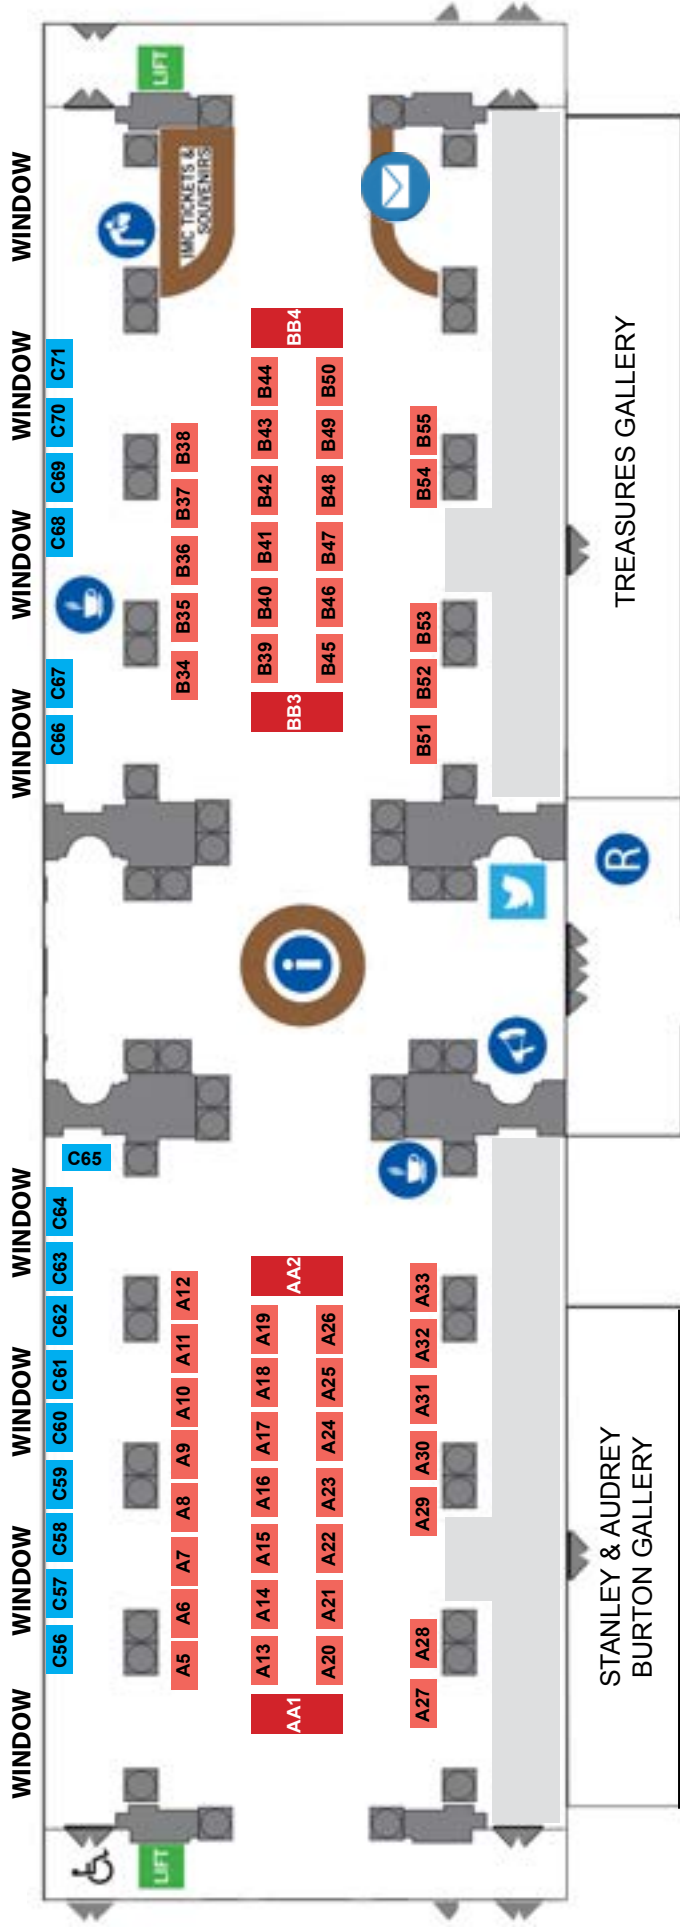 WINDOW
WINDOW
WINDOW
WINDOW
WINDOW
WINDOW
WINDOW
WINDOW
LIFT
LIFT
C56
C57
C58
C59
C60
C61
C62
C63
C64
C65
C66
C67
C68
C69
C70
C71
A5
A6
A7
A8
A9
A10
A11
A12
B34
B35
B36
B37
B38
IMC TICKETS &
SOUVENIRS
AA1
A13
A14
A15
A16
A17
A18
A19
AA2
i
BB3
B39
B40
B41
B42
B43
B44
BB4
A20
A21
A22
A23
A24
A25
A26
B45
B46
B47
B48
B49
B50
A27
A28
A29
A30
A31
A32
A33
B51
B52
B53
B54
B55
STANLEY & AUDREY
BURTON GALLERY
R
TREASURES GALLERY